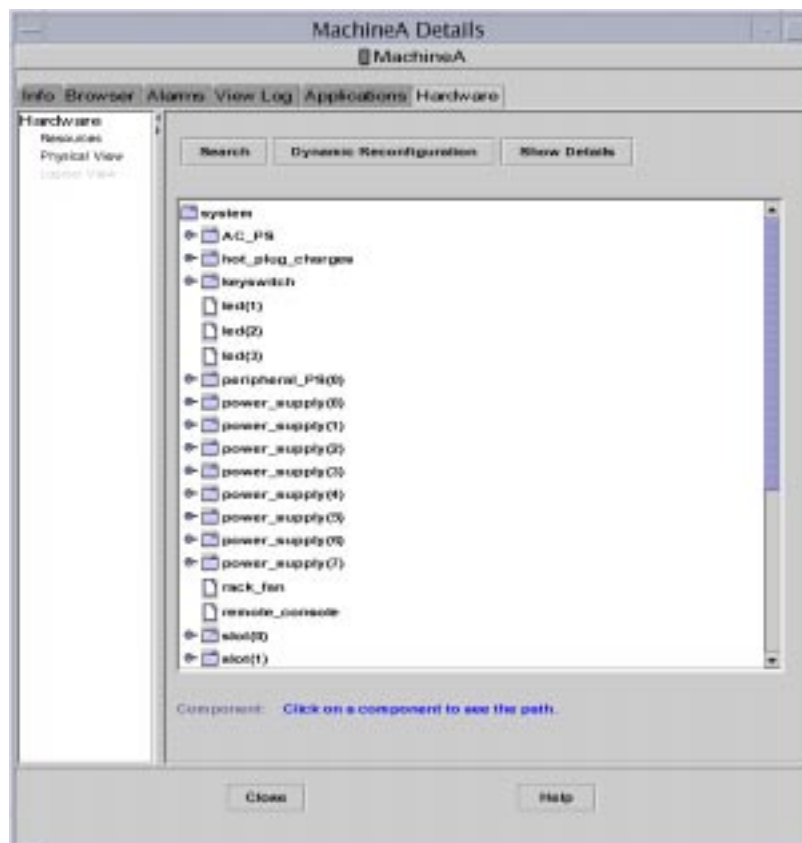 MachineA Details
MachineA
Info Browser Alarms View Log Applications Hardware
Hardware
Resources
Physical View
Logical View
Search Dynamic Reconfiguration Show Details
system
AC_PS
hot_plug_charges
keyswitch
led(1)
led(2)
led(3)
peripheral_PS(0)
power_supply(0)
power_supply(1)
power_supply(2)
power_supply(3)
power_supply(4)
power_supply(5)
power_supply(6)
power_supply(7)
rack_fan
remote_console
slot(0)
slot(1)
Component: Click on a component to see the path.
Close Help